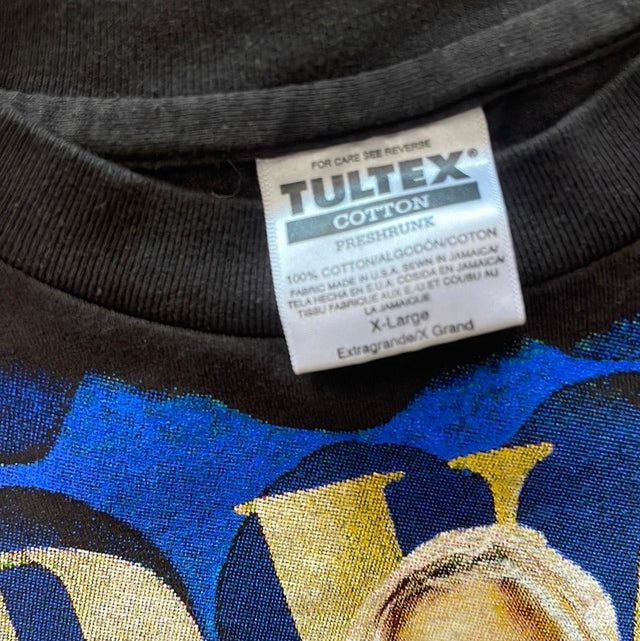 FOR CARE SEE REVERSE
TULTEX®
COTTON
PRESHRUNK
100% COTTON/ALGODÓN/COTON
FABRIC MADE IN U.S.A. SEWN IN JAMAICA/
TELA HECHA EN E.U.A. COSIDA EN JAMAICA/
TISSU FABRIQUE AUX E.U. ET COUSU AU
LA JAMAIQUE
X-Large
Extragrande/X Grand